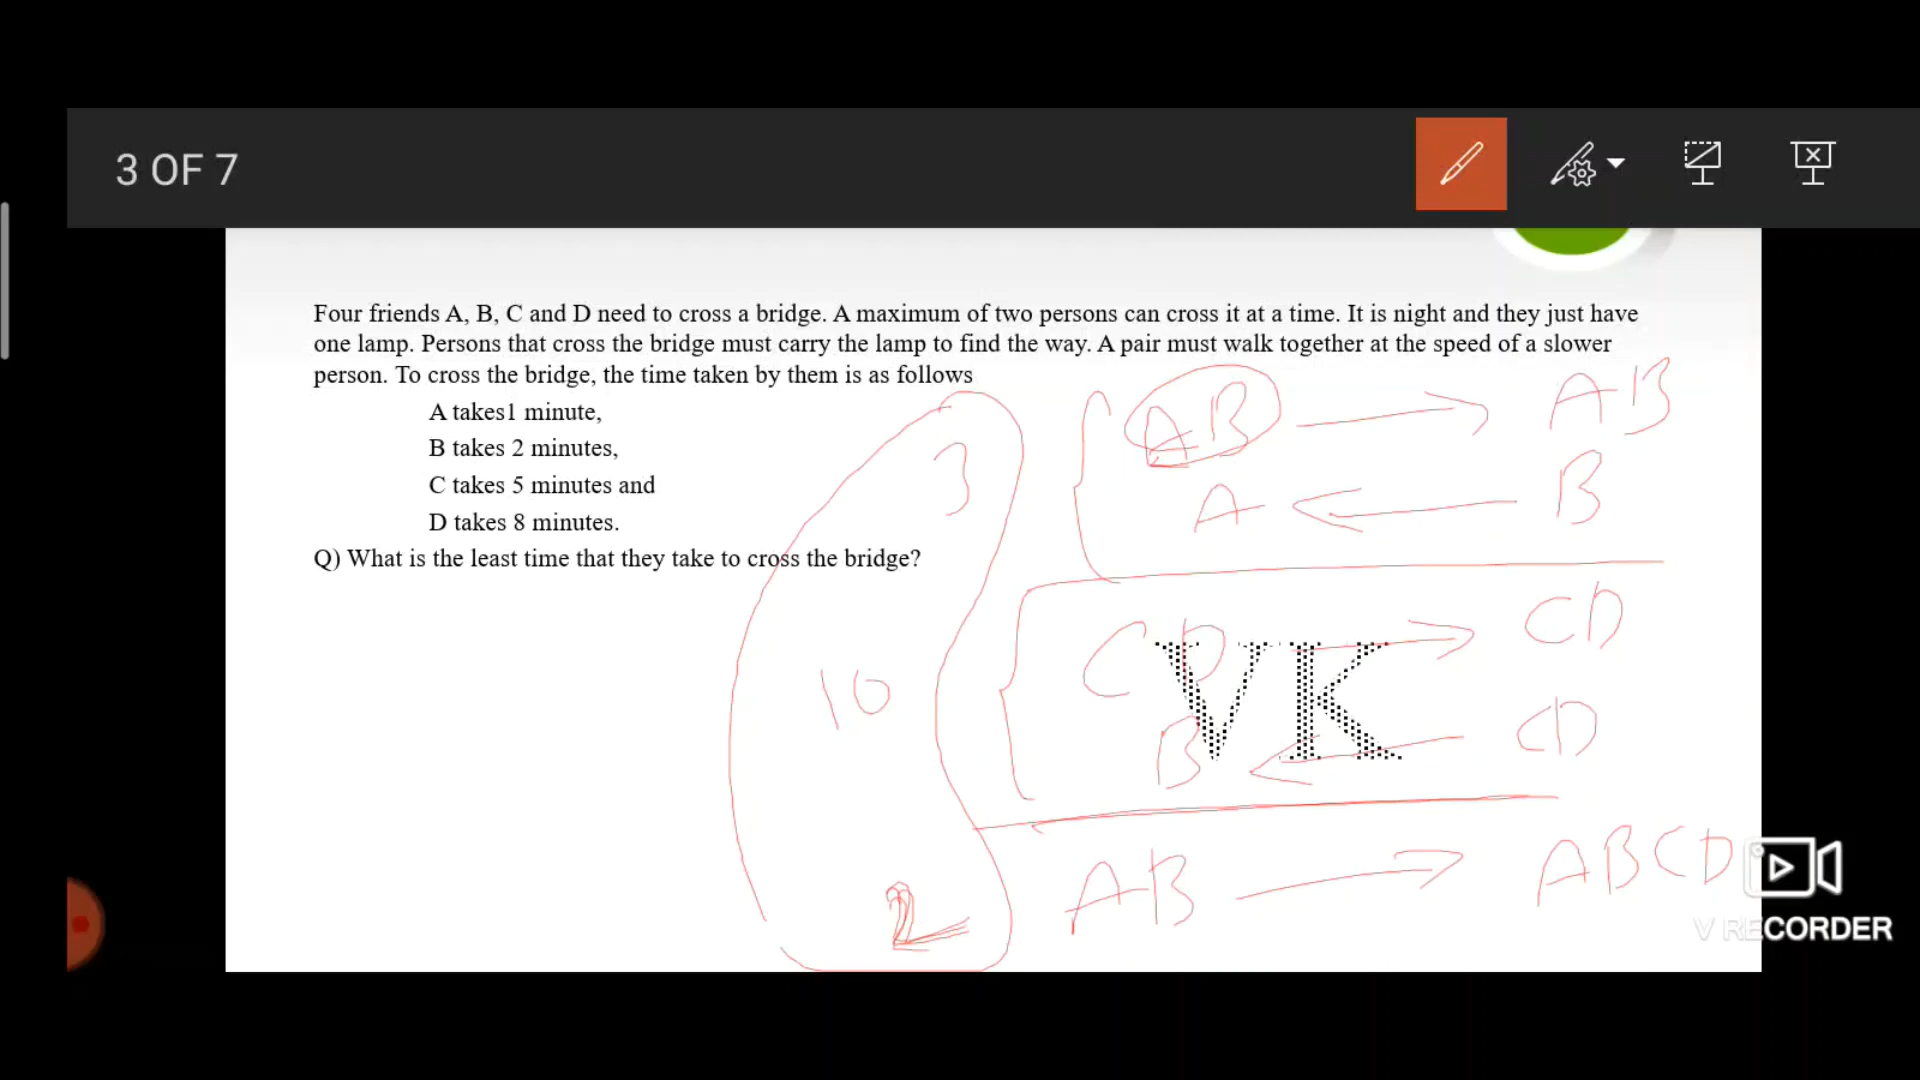 3 OF 7
Four friends A, B, C and D need to cross a bridge. A maximum of two persons can cross it at a time. It is night and they just have
one lamp. Persons that cross the bridge must carry the lamp to find the way. A pair must walk together at the speed of a slower
person. To cross the bridge, the time taken by them is as follows
A takes1 minute,
B takes 2 minutes,
C takes 5 minutes and
D takes 8 minutes.
Q) What is the least time that they take to cross the bridge?
3
AB → AB
A ← B
10
CD → CD
B ← CD
2
AB → ABCD
VK
V RECORDER